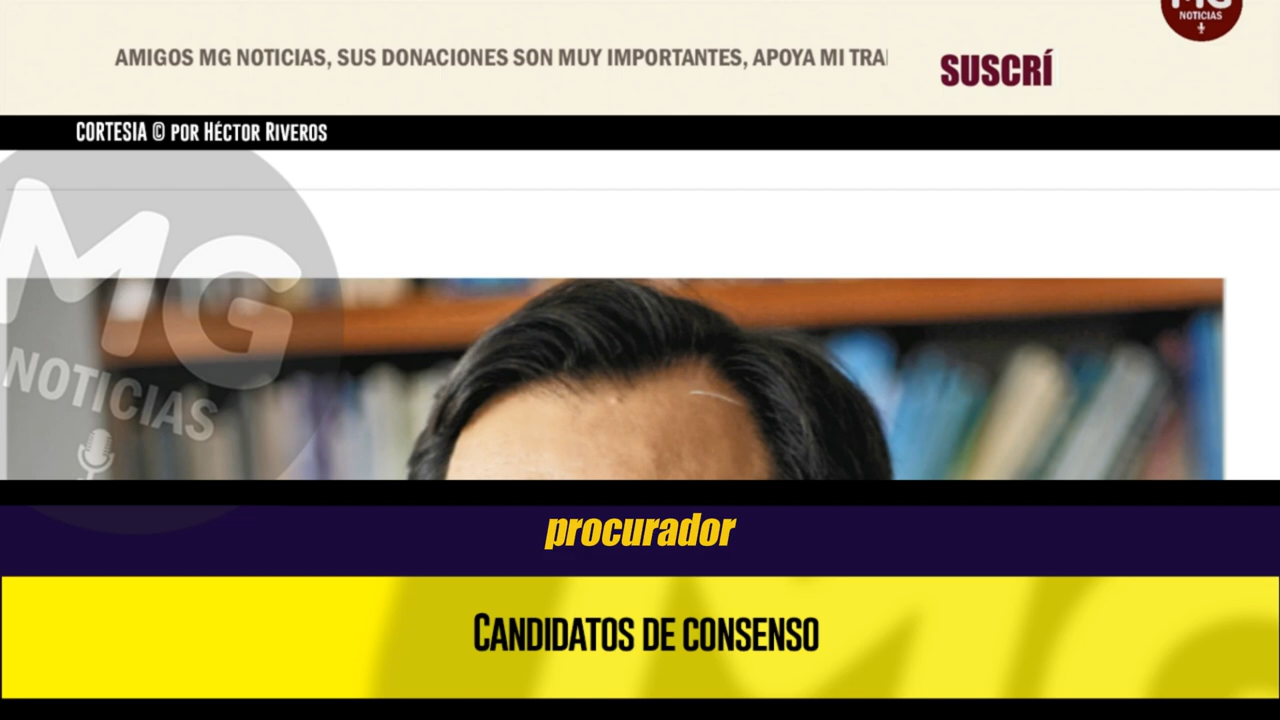 MG
NOTICIAS
AMIGOS MG NOTICIAS, SUS DONACIONES SON MUY IMPORTANTES, APOYA MI TRA
SUSCRÍ
CORTESIA © POR HÉCTOR RIVEROS
MG
NOTICIAS
procurador
CANDIDATOS DE CONSENSO